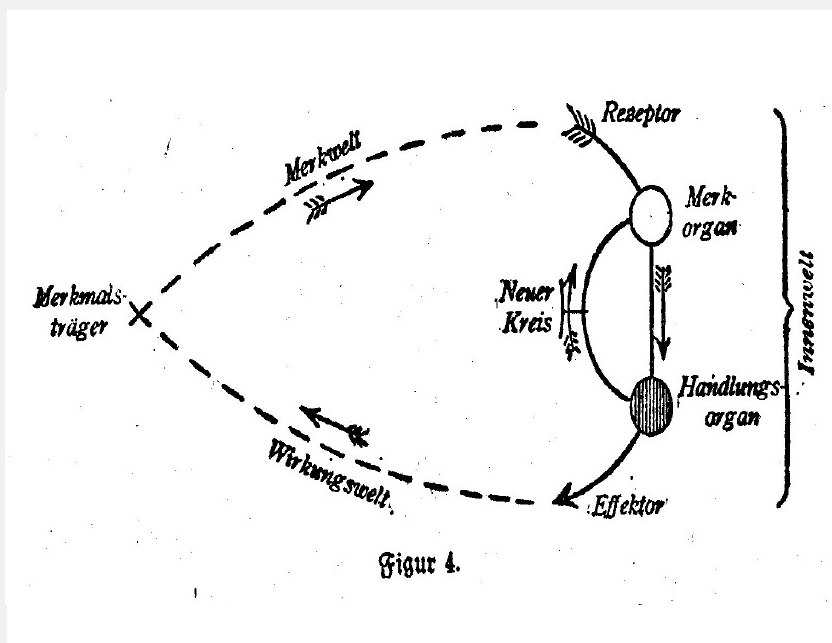 Rezeptor
Merkwelt
Merk-
organ
Merkmals-
träger
Neuer
Kreis
Innenwelt
Handlungs-
organ
Wirkungswelt.
Effektor
Figur 4.